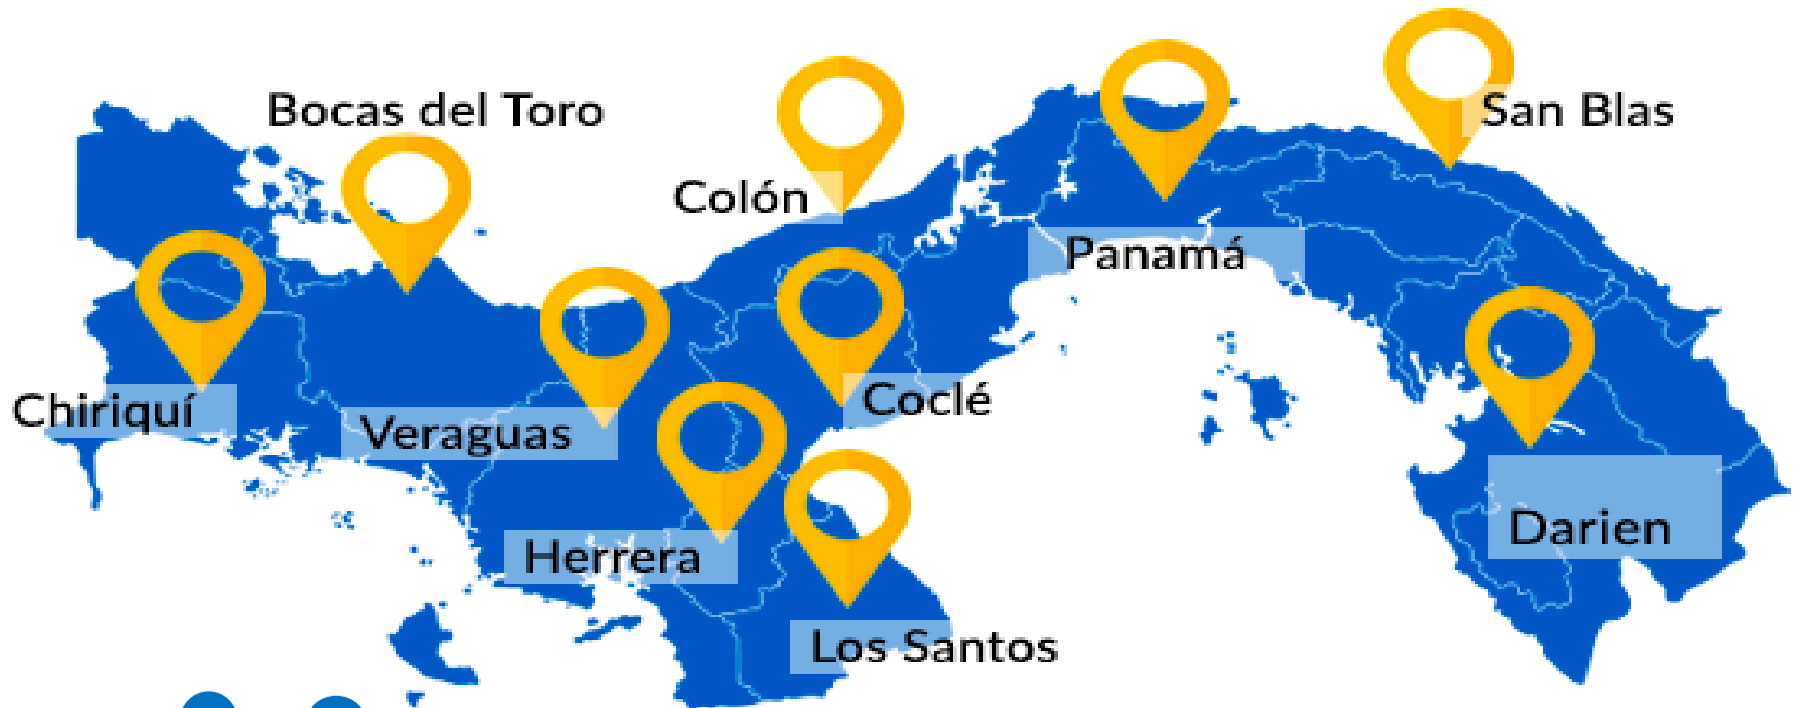 Bocas del Toro
San Blas
Colón
Panamá
Chiriquí
Veraguas
Coclé
Herrera
Darien
Los Santos